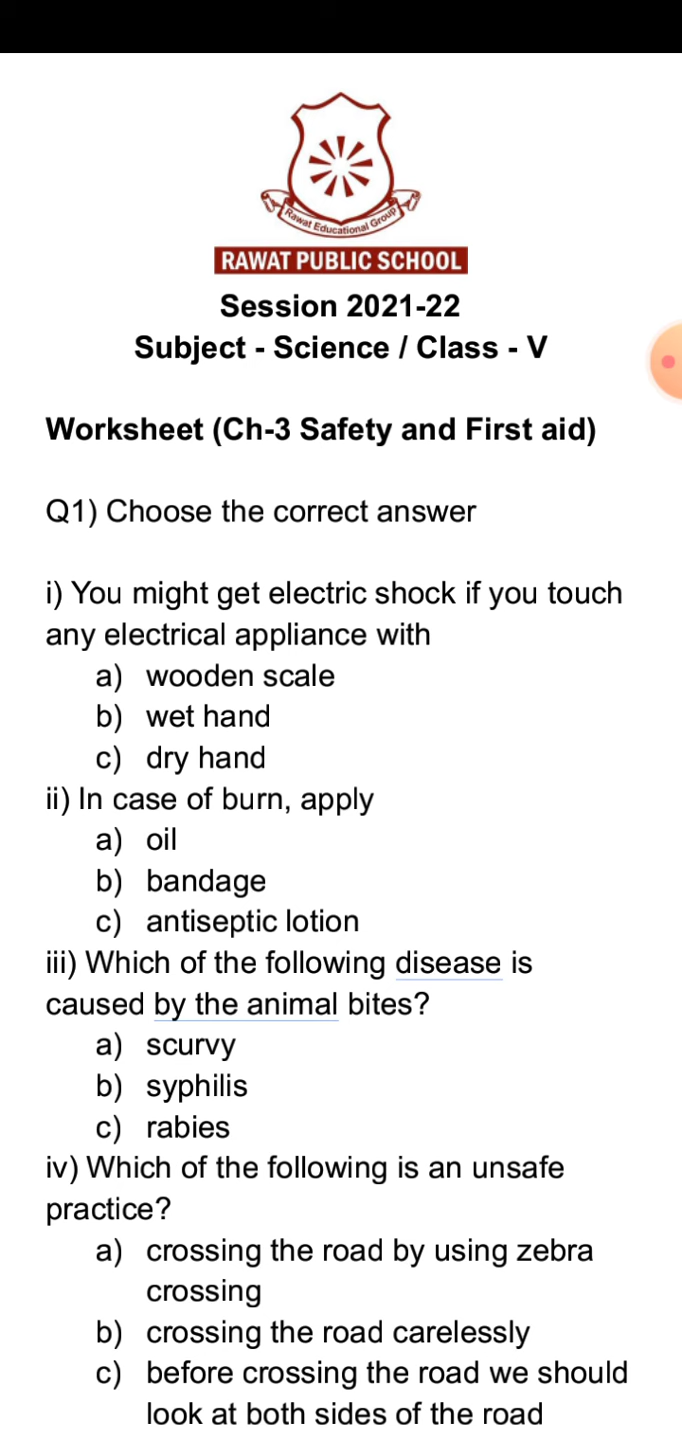 Rawat Educational Group
RAWAT PUBLIC SCHOOL
Session 2021-22
Subject - Science / Class - V
Worksheet (Ch-3 Safety and First aid)
Q1) Choose the correct answer
i) You might get electric shock if you touch
any electrical appliance with
a) wooden scale
b) wet hand
c) dry hand
ii) In case of burn, apply
a) oil
b) bandage
c) antiseptic lotion
iii) Which of the following disease is
caused by the animal bites?
a) scurvy
b) syphilis
c) rabies
iv) Which of the following is an unsafe
practice?
a) crossing the road by using zebra
crossing
b) crossing the road carelessly
c) before crossing the road we should
look at both sides of the road